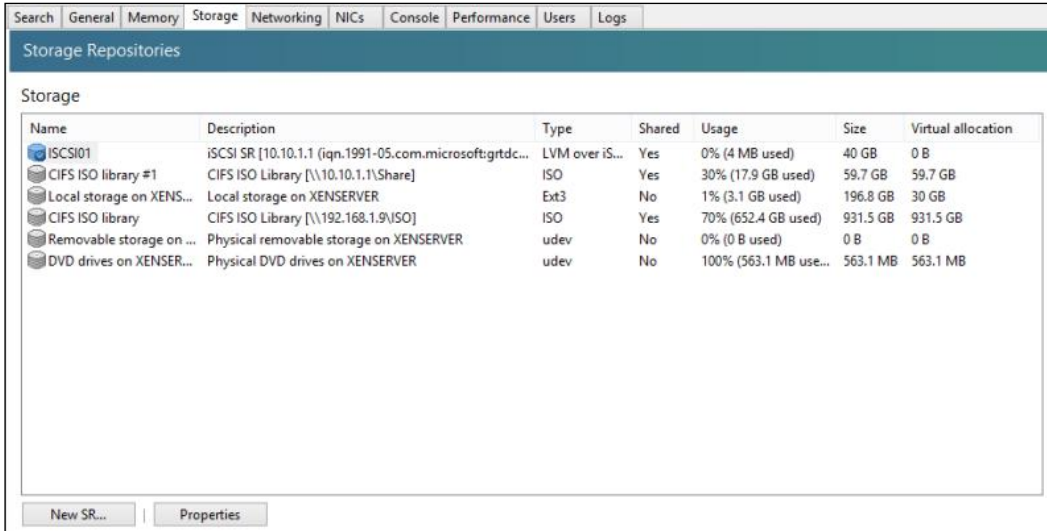 Search General Memory Storage Networking NICs Console Performance Users Logs
Storage Repositories
Storage
Name Description Type Shared Usage Size Virtual allocation
ISCSI01 iSCSI SR [10.10.1.1 (iqn.1991-05.com.microsoft:grtdc... LVM over iS... Yes 0% (4 MB used) 40 GB 0 B
CIFS ISO library #1 CIFS ISO Library [\\10.10.1.1\Share] ISO Yes 30% (17.9 GB used) 59.7 GB 59.7 GB
Local storage on XENS... Local storage on XENSERVER Ext3 No 1% (3.1 GB used) 196.8 GB 30 GB
CIFS ISO library CIFS ISO Library [\\192.168.1.9\ISO] ISO Yes 70% (652.4 GB used) 931.5 GB 931.5 GB
Removable storage on ... Physical removable storage on XENSERVER udev No 0% (0 B used) 0 B 0 B
DVD drives on XENSER... Physical DVD drives on XENSERVER udev No 100% (563.1 MB use... 563.1 MB 563.1 MB
New SR... | Properties